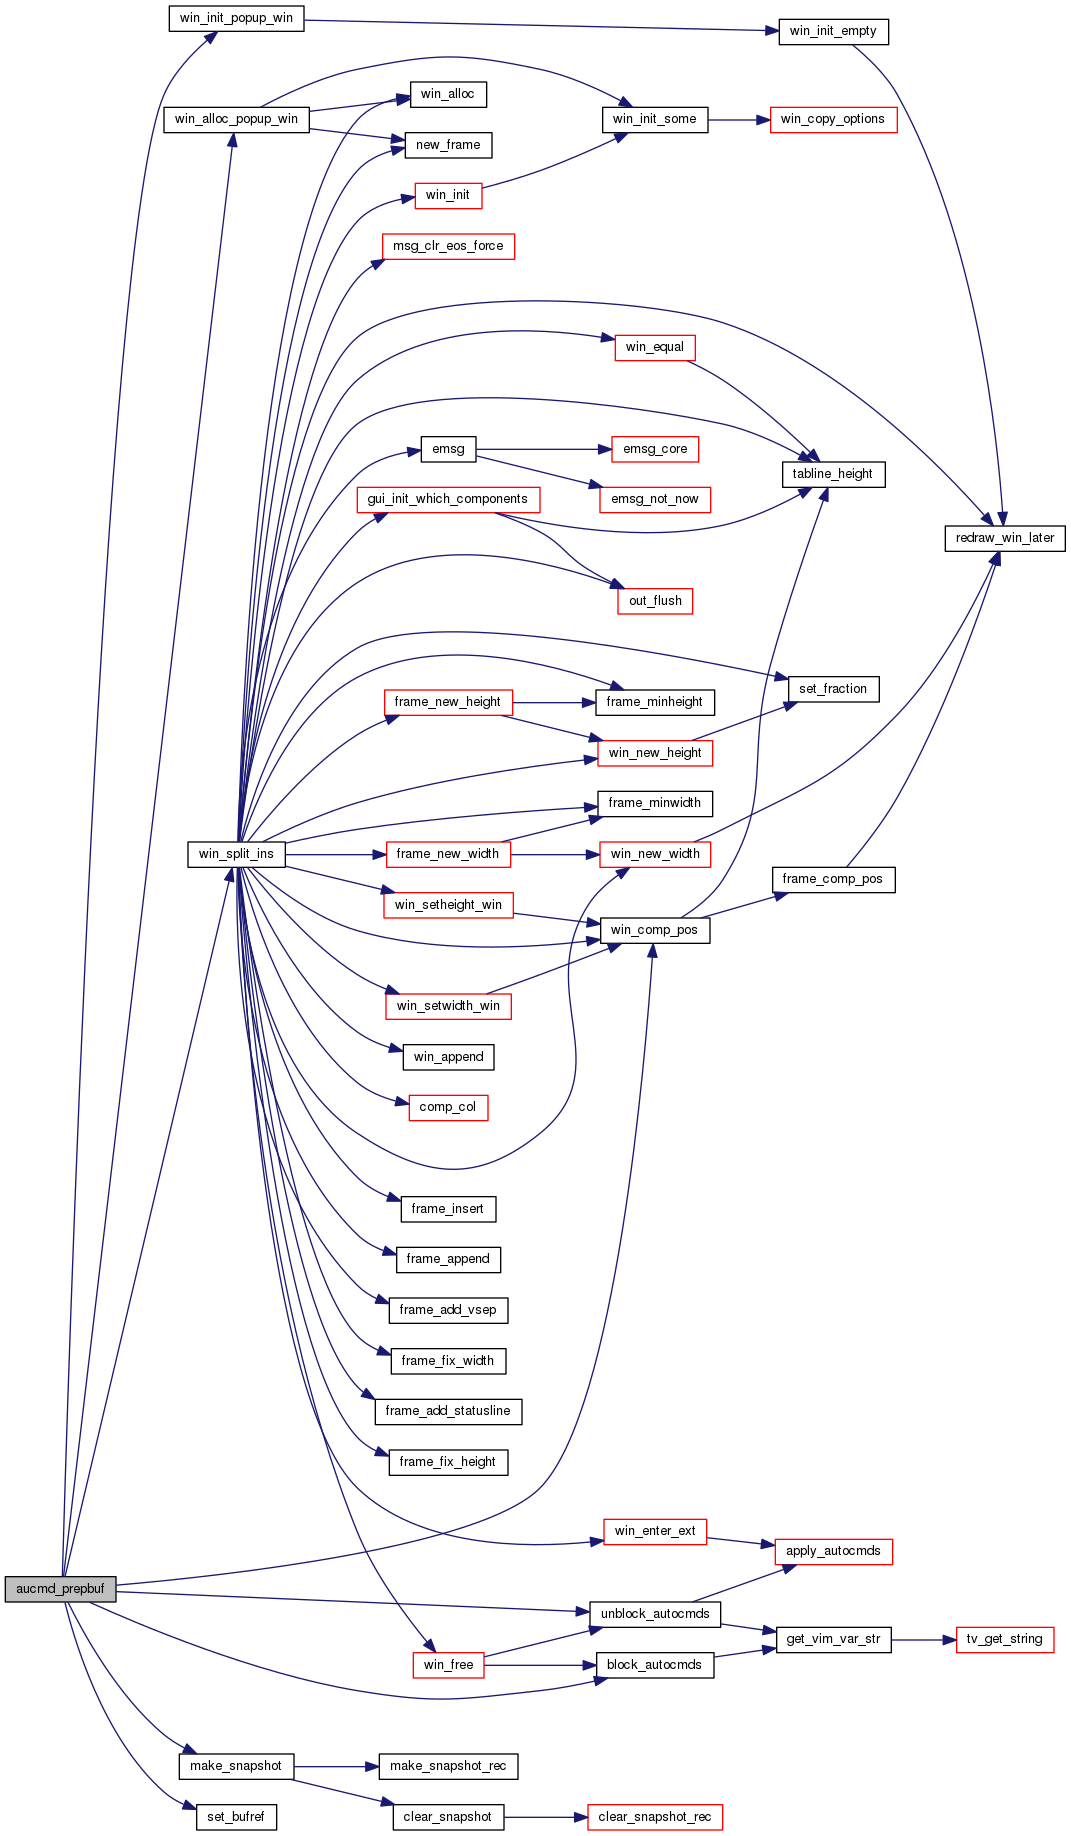 win_init_popup_win
win_init_empty
win_alloc
win_alloc_popup_win
win_init_some
win_copy_options
new_frame
win_init
msg_clr_eos_force
win_equal
emsg
emsg_core
tabline_height
gui_init_which_components
emsg_not_now
redraw_win_later
out_flush
set_fraction
frame_new_height
frame_minheight
win_new_height
frame_minwidth
win_split_ins
frame_new_width
win_new_width
frame_comp_pos
win_setheight_win
win_comp_pos
win_setwidth_win
win_append
comp_col
frame_insert
frame_append
frame_add_vsep
frame_fix_width
frame_add_statusline
frame_fix_height
win_enter_ext
apply_autocmds
aucmd_prepbuf
unblock_autocmds
get_vim_var_str
tv_get_string
win_free
block_autocmds
make_snapshot
make_snapshot_rec
set_bufref
clear_snapshot
clear_snapshot_rec